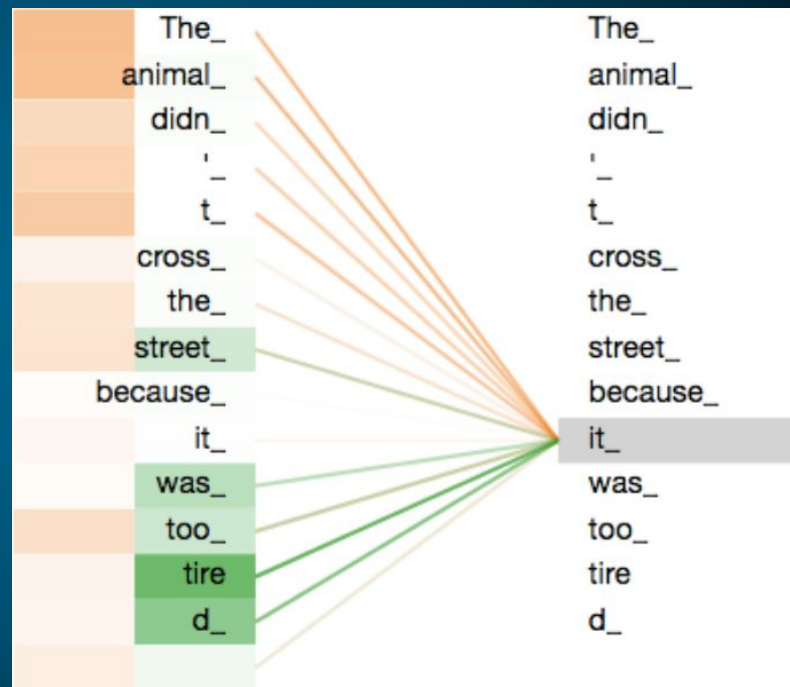 The_ The_
animal_ animal_
didn_ didn_
'_ '_
t_ t_
cross_ cross_
the_ the_
street_ street_
because_ because_
it_ it_
was_ was_
too_ too_
tire tire
d_ d_